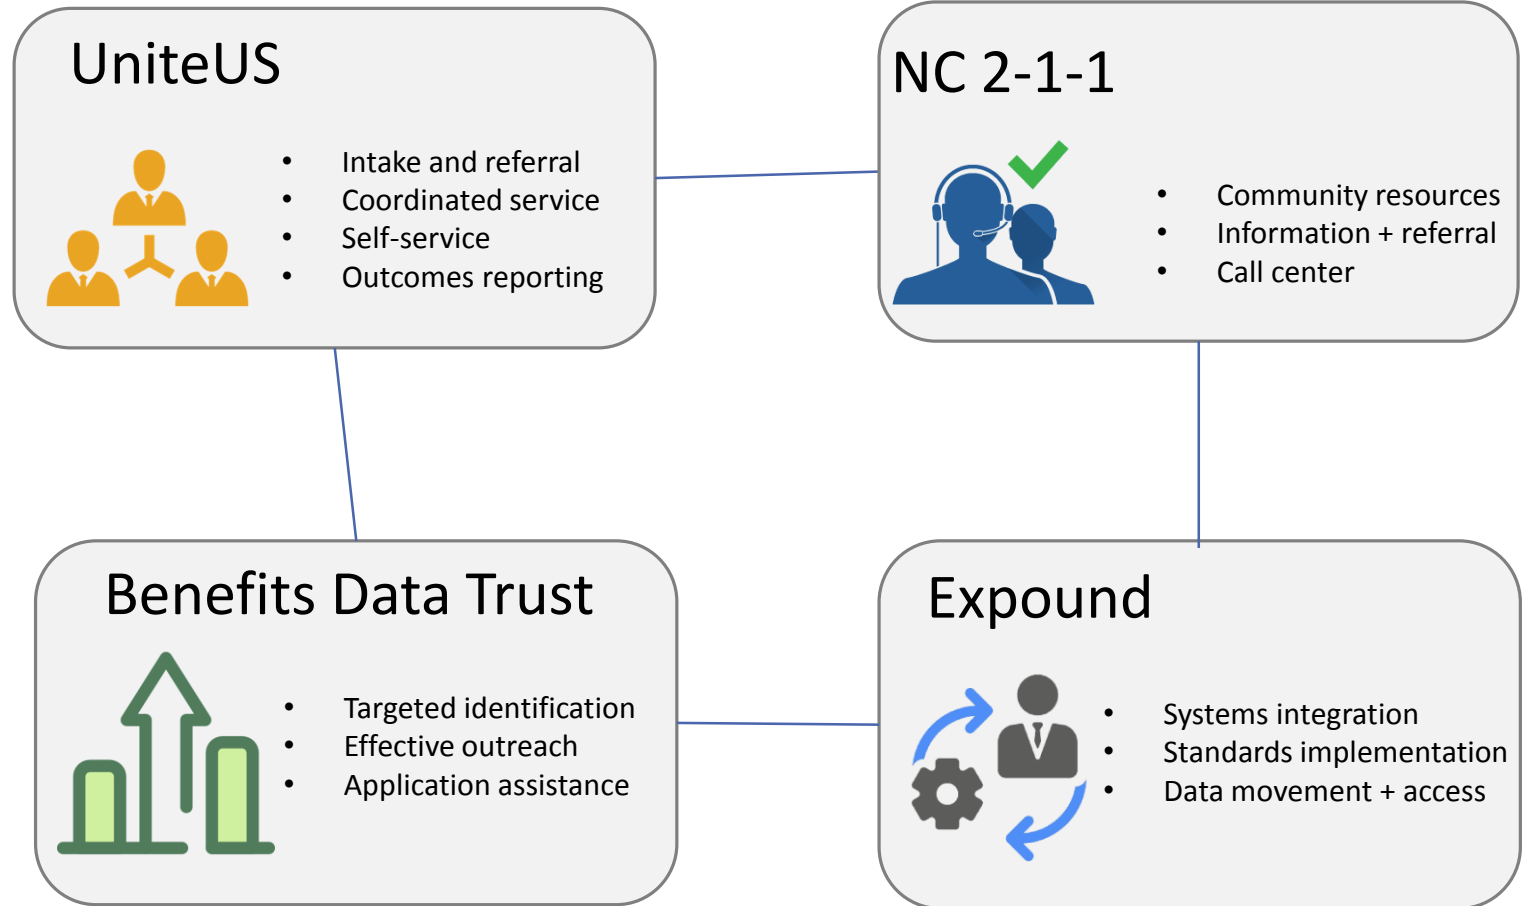 UniteUS
• Intake and referral
• Coordinated service
• Self-service
• Outcomes reporting
NC 2-1-1
• Community resources
• Information + referral
• Call center
Benefits Data Trust
• Targeted identification
• Effective outreach
• Application assistance
Expound
• Systems integration
• Standards implementation
• Data movement + access